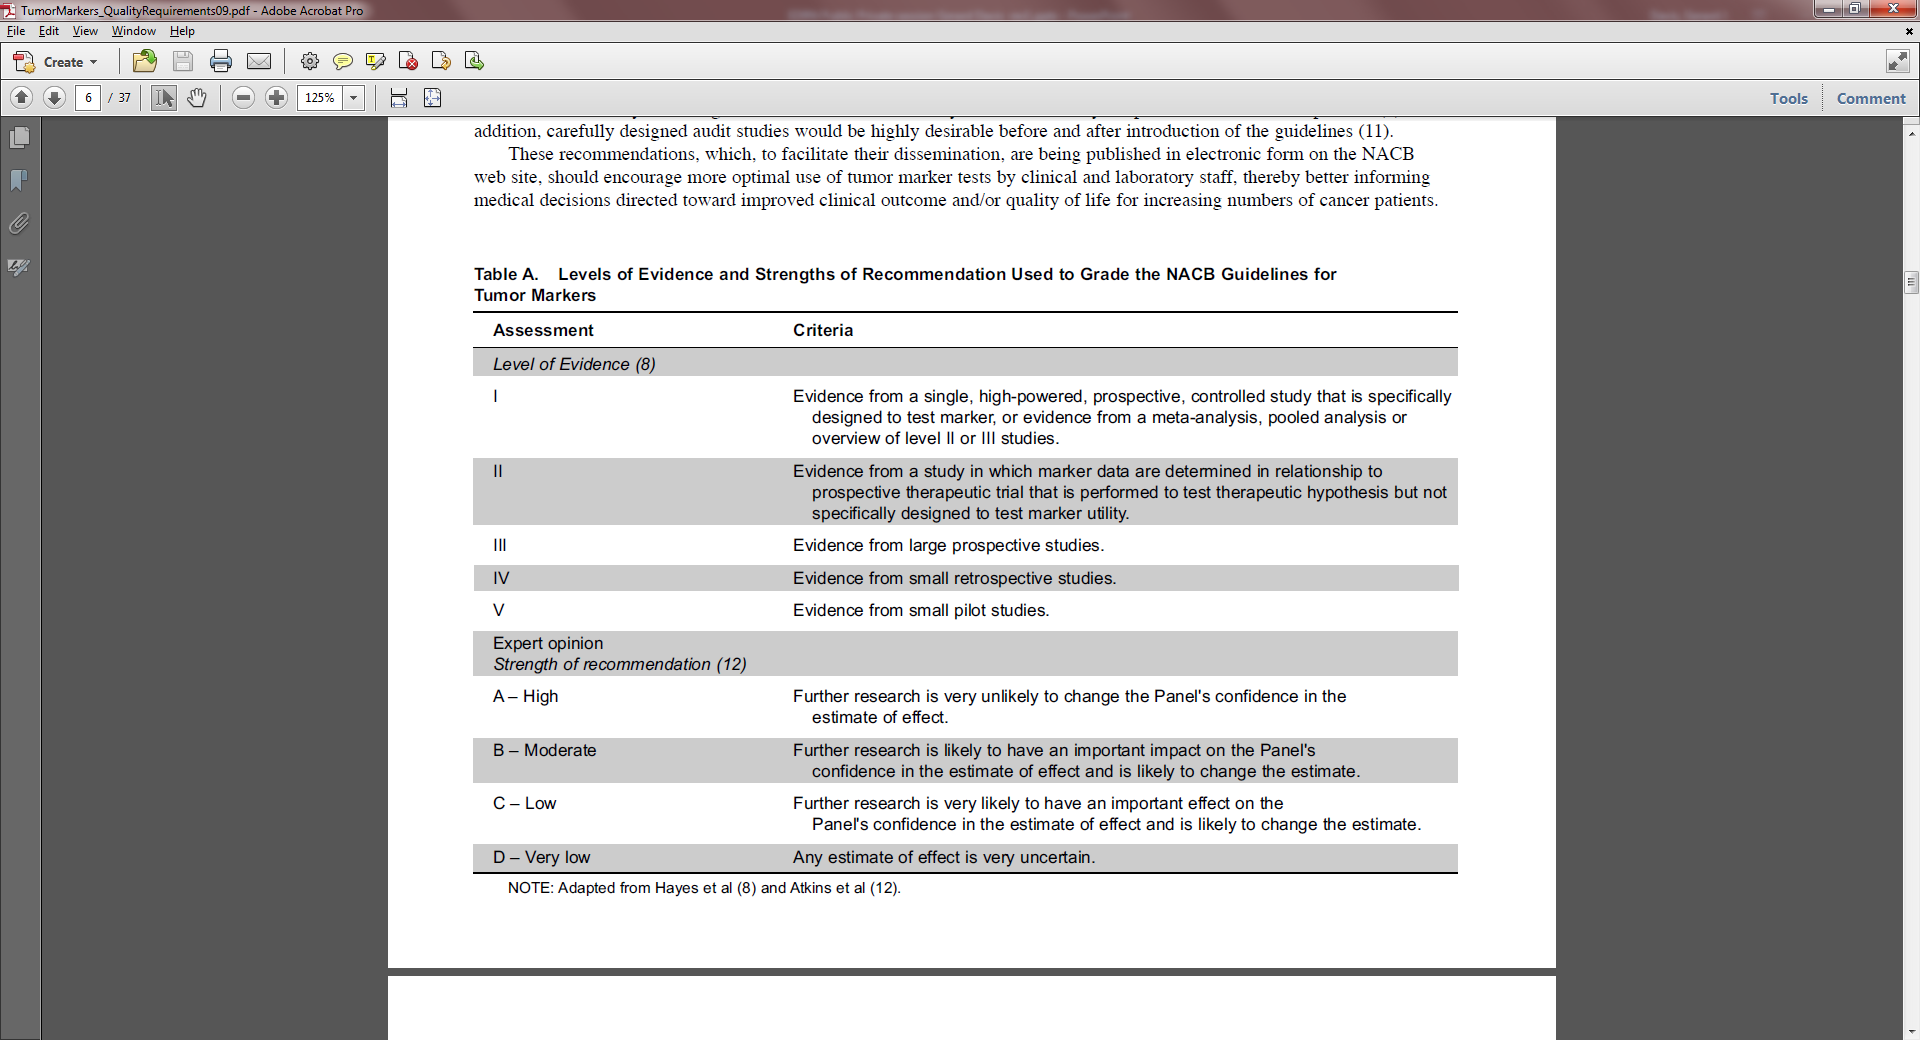 TumorMarkers_QualityRequirements09.pdf - Adobe Acrobat Pro
File Edit View Window Help
Create
6 / 37 125% Tools Comment
addition, carefully designed audit studies would be highly desirable before and after introduction of the guidelines (11).
These recommendations, which, to facilitate their dissemination, are being published in electronic form on the NACB
web site, should encourage more optimal use of tumor marker tests by clinical and laboratory staff, thereby better informing
medical decisions directed toward improved clinical outcome and/or quality of life for increasing numbers of cancer patients.
Table A. Levels of Evidence and Strengths of Recommendation Used to Grade the NACB Guidelines for
Tumor Markers
Assessment Criteria
Level of Evidence (8)
I Evidence from a single, high-powered, prospective, controlled study that is specifically
designed to test marker, or evidence from a meta-analysis, pooled analysis or
overview of level II or III studies.
II Evidence from a study in which marker data are determined in relationship to
prospective therapeutic trial that is performed to test therapeutic hypothesis but not
specifically designed to test marker utility.
III Evidence from large prospective studies.
IV Evidence from small retrospective studies.
V Evidence from small pilot studies.
Expert opinion
Strength of recommendation (12)
A – High Further research is very unlikely to change the Panel's confidence in the
estimate of effect.
B – Moderate Further research is likely to have an important impact on the Panel's
confidence in the estimate of effect and is likely to change the estimate.
C – Low Further research is very likely to have an important effect on the
Panel's confidence in the estimate of effect and is likely to change the estimate.
D – Very low Any estimate of effect is very uncertain.
NOTE: Adapted from Hayes et al (8) and Atkins et al (12).